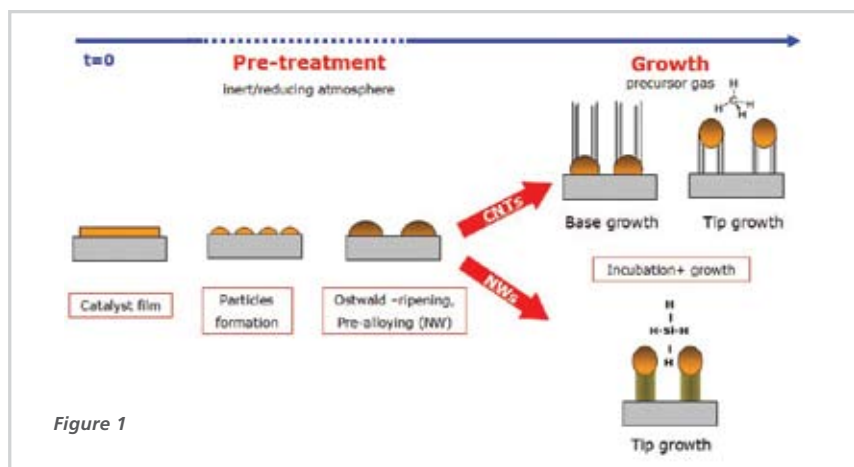 t=0
Pre-treatment
inert/reducing atmosphere
Growth
precursor gas
H
H C H
H
CNTs
NWs
Base growth
Tip growth
Incubation+ growth
Catalyst film
Particles
formation
Ostwald -ripening,
Pre-alloying (NW)
H
H-Si-H
H
Tip growth
Figure 1